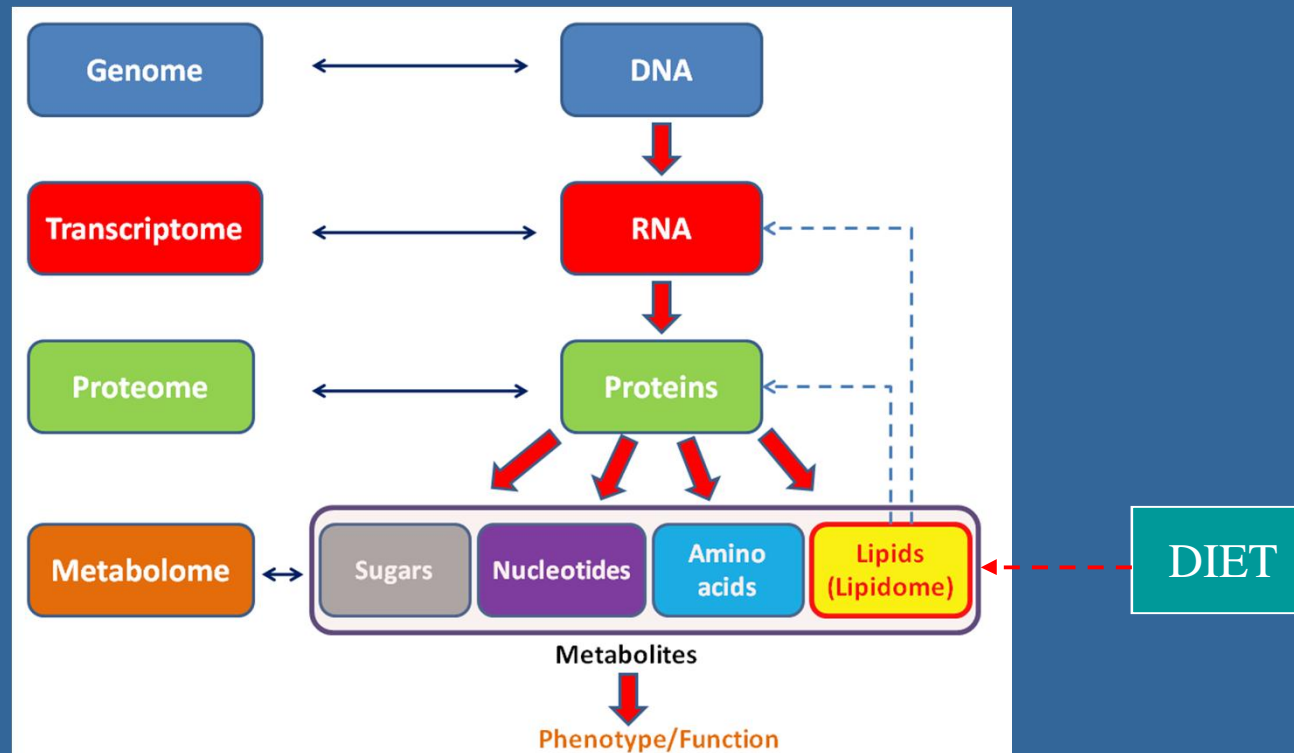 Genome
DNA
Transcriptome
RNA
Proteome
Proteins
Metabolome
Sugars
Nucleotides
Amino
acids
Lipids
(Lipidome)
DIET
Metabolites
Phenotype/Function